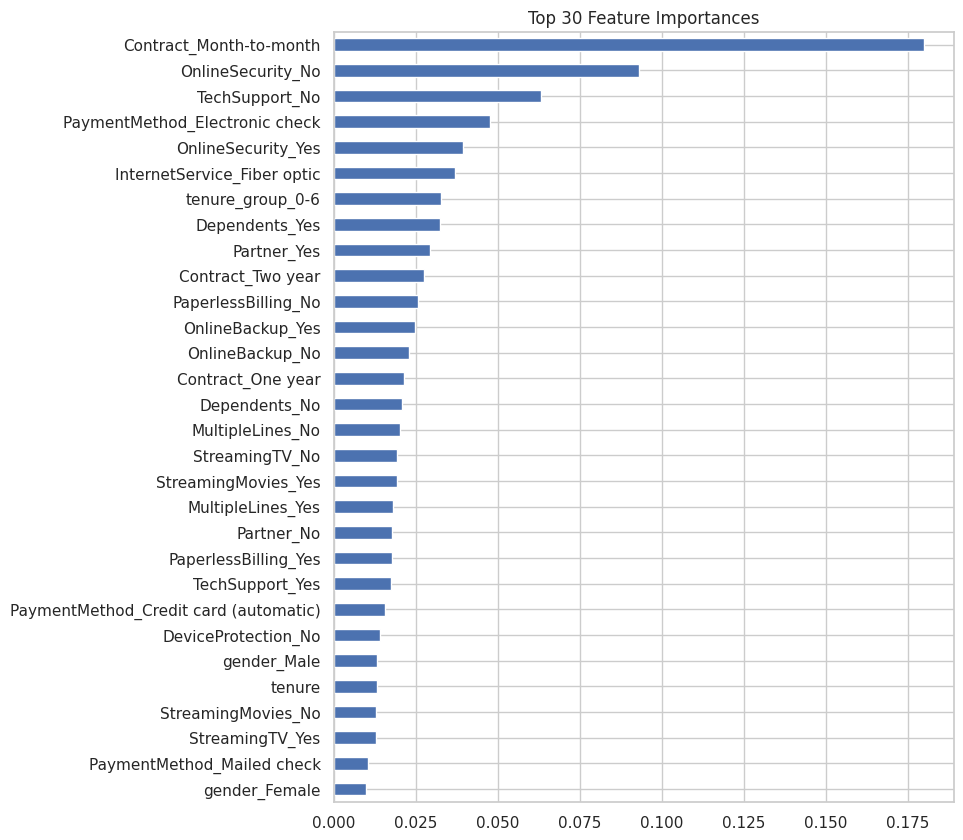 Top 30 Feature Importances
Contract_Month-to-month
OnlineSecurity_No
TechSupport_No
PaymentMethod_Electronic check
OnlineSecurity_Yes
InternetService_Fiber optic
tenure_group_0-6
Dependents_Yes
Partner_Yes
Contract_Two year
PaperlessBilling_No
OnlineBackup_Yes
OnlineBackup_No
Contract_One year
Dependents_No
MultipleLines_No
StreamingTV_No
StreamingMovies_Yes
MultipleLines_Yes
Partner_No
PaperlessBilling_Yes
TechSupport_Yes
PaymentMethod_Credit card (automatic)
DeviceProtection_No
gender_Male
tenure
StreamingMovies_No
StreamingTV_Yes
PaymentMethod_Mailed check
gender_Female
0.000 0.025 0.050 0.075 0.100 0.125 0.150 0.175